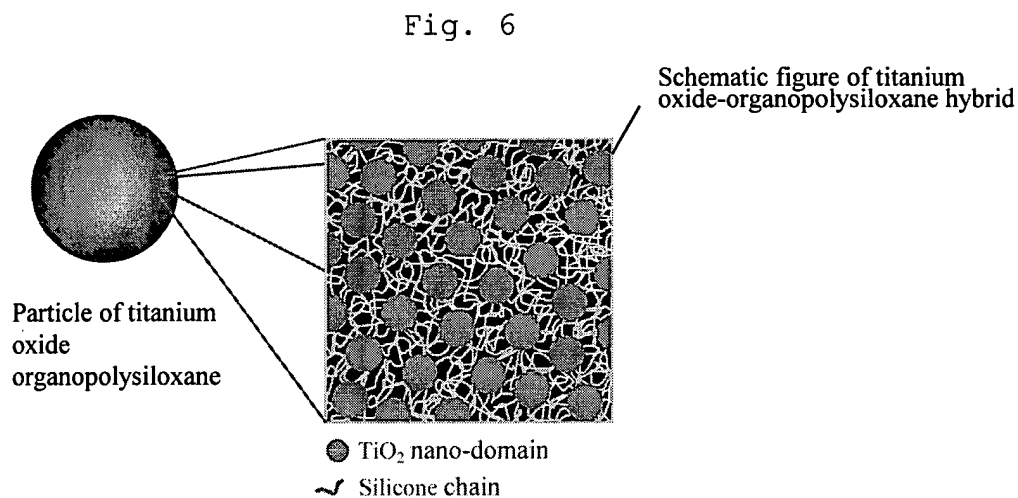 Fig. 6
Schematic figure of titanium
oxide-organopolysiloxane hybrid
Particle of titanium
oxide
organopolysiloxane
TiO₂ nano-domain
Silicone chain